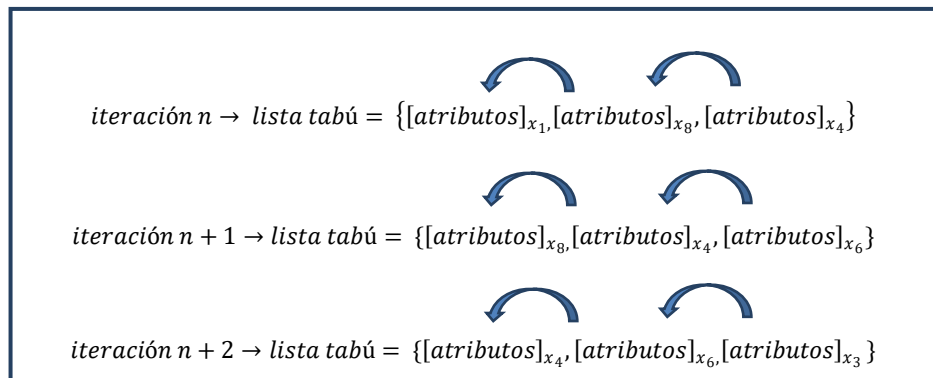 iteración n → lista tabú = {[atributos]x₁,[atributos]x₈, [atributos]x₄}
iteración n + 1 → lista tabú = {[atributos]x₈,[atributos]x₄, [atributos]x₆}
iteración n + 2 → lista tabú = {[atributos]x₄, [atributos]x₆,[atributos]x₃ }